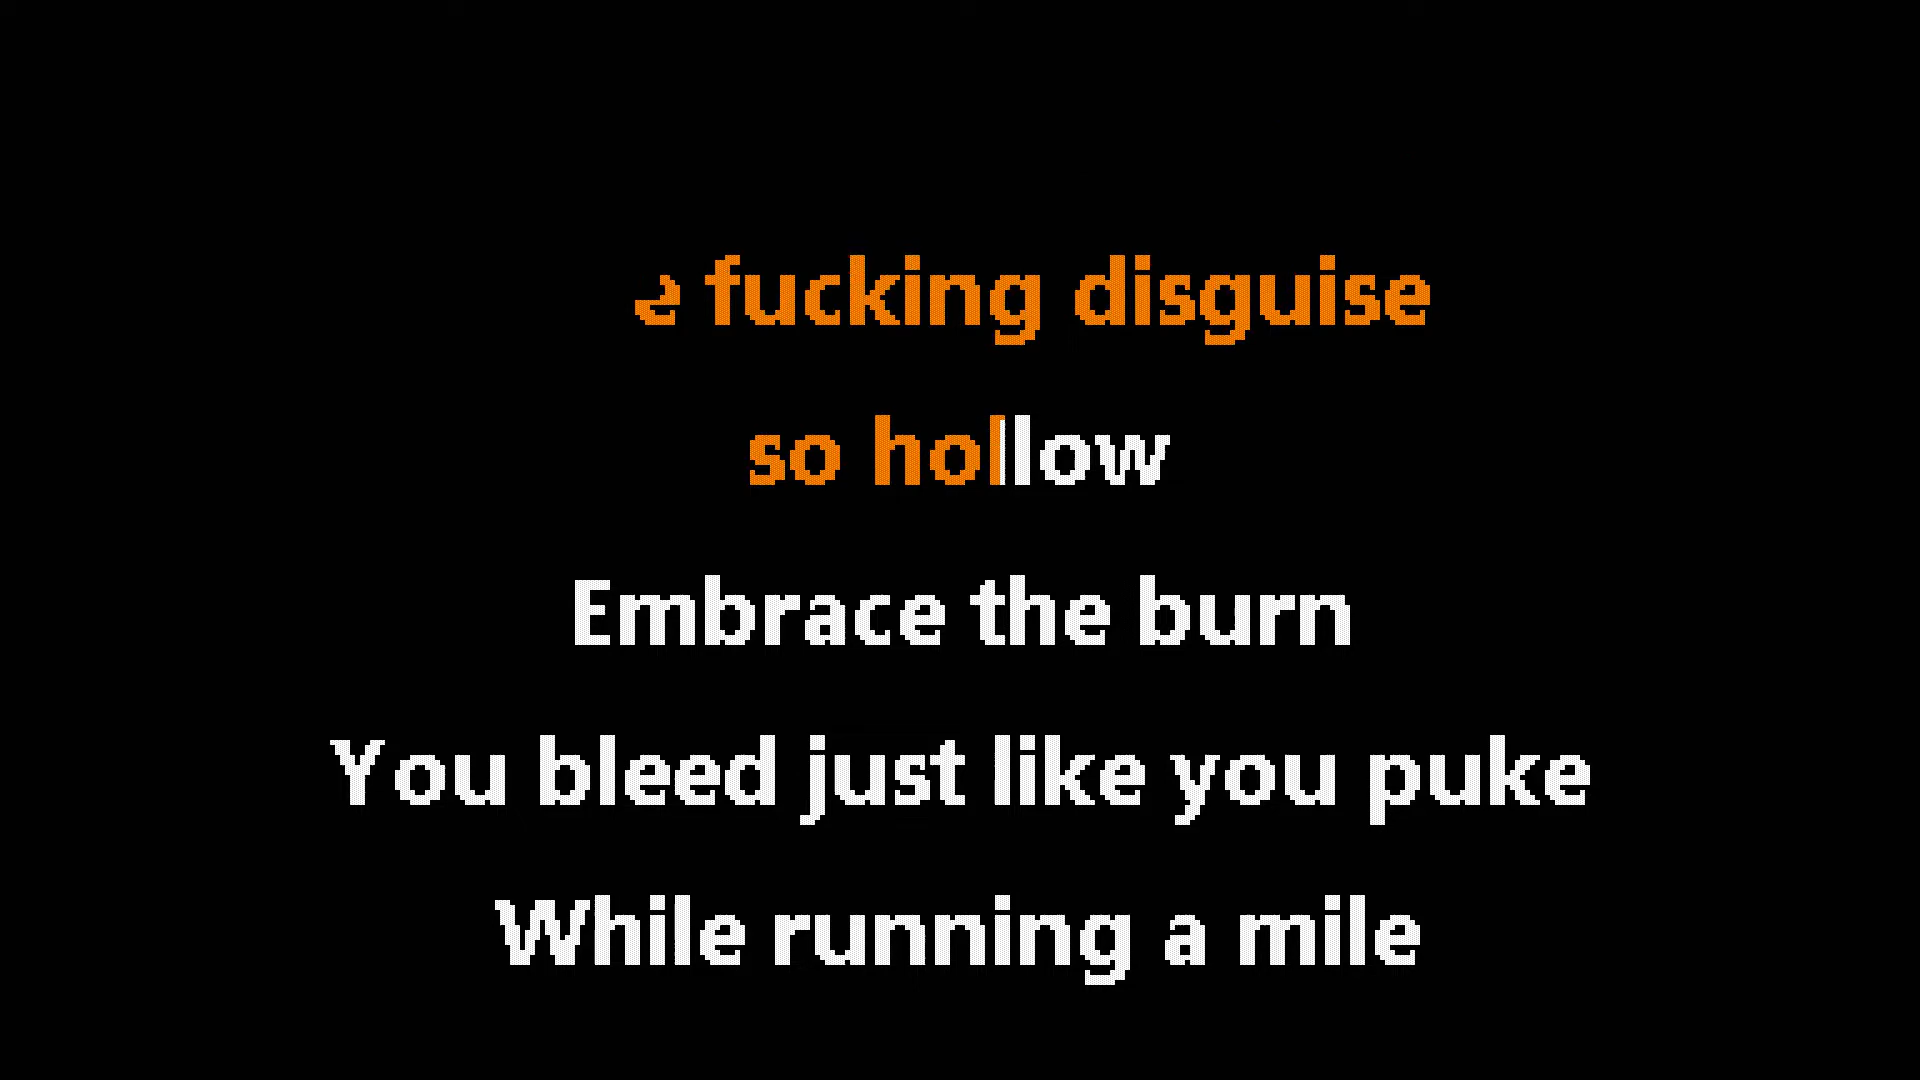 fucking disguise
so hollow
Embrace the burn
You bleed just like you puke
While running a mile